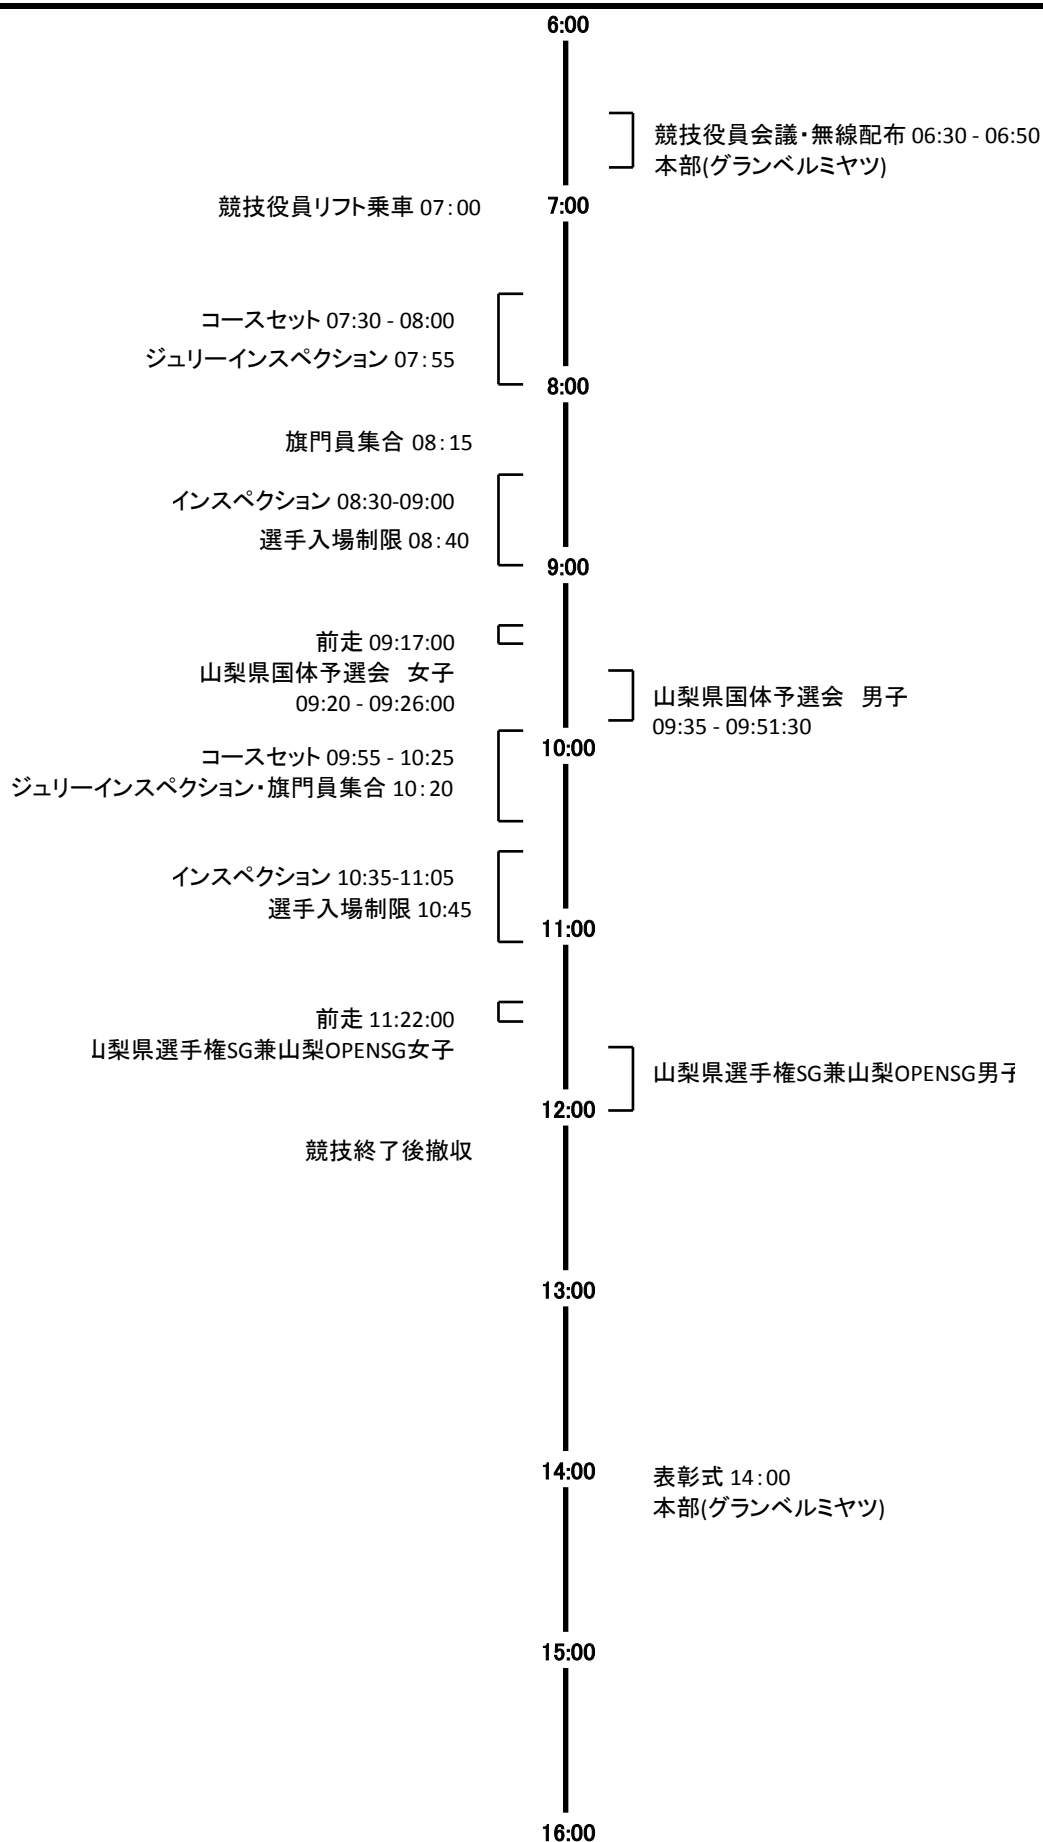 6:00
競技役員会議・無線配布 06:30 - 06:50
本部(グランベルミヤツ)
競技役員リフト乗車 07：00
7:00
コースセット 07:30 - 08:00
ジュリーインスペクション 07：55
8:00
旗門員集合 08：15
インスペクション 08:30-09:00
選手入場制限 08：40
9:00
前走 09:17:00
山梨県国体予選会　女子
09:20 - 09:26:00
山梨県国体予選会　男子
09:35 - 09:51:30
10:00
コースセット 09:55 - 10:25
ジュリーインスペクション・旗門員集合 10：20
インスペクション 10:35-11:05
選手入場制限 10:45
11:00
前走 11:22:00
山梨県選手権SG兼山梨OPENSG女子
山梨県選手権SG兼山梨OPENSG男子
12:00
競技終了後撤収
13:00
14:00
表彰式 14：00
本部(グランベルミヤツ)
15:00
16:00